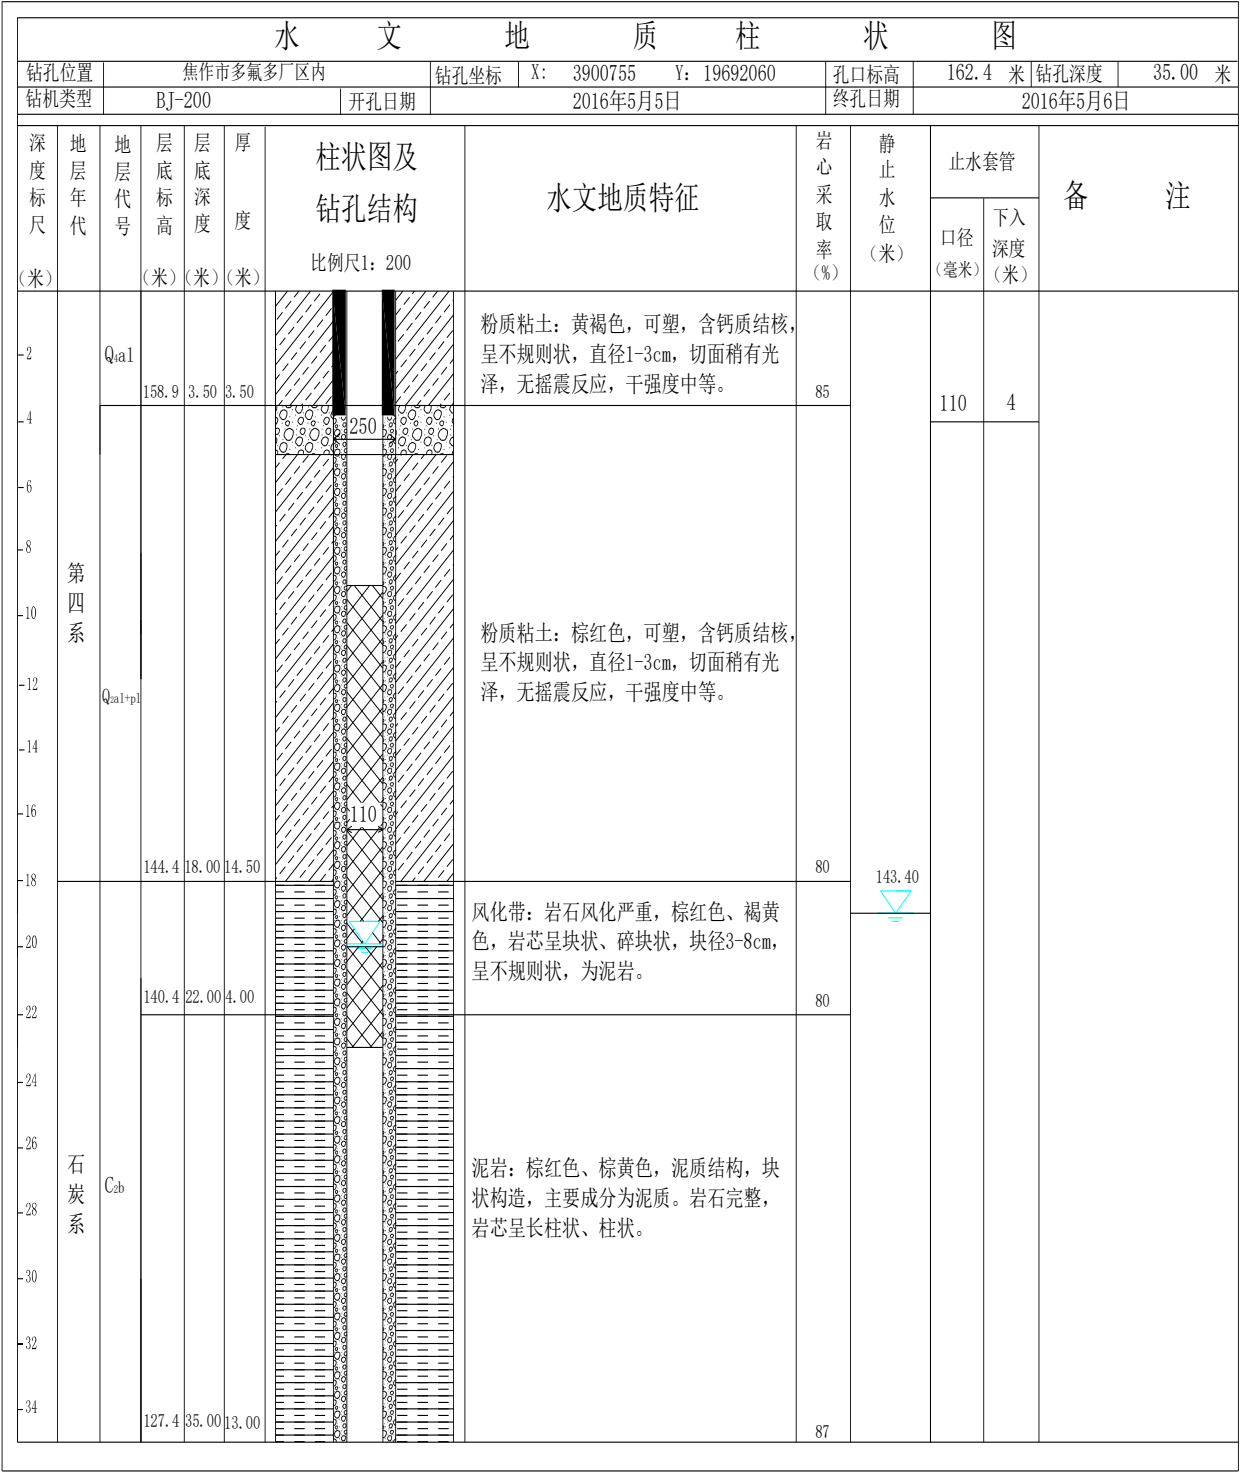 水文地质柱状图
钻孔位置 焦作市多氟多厂区内 钻孔坐标 X: 3900755 Y: 19692060 孔口标高 162.4 米 钻孔深度 35.00 米
钻机类型 BJ-200 开孔日期 2016年5月5日 终孔日期 2016年5月6日
深度标尺(米)
地层年代
地层代号
层底标高(米)
层底深度(米)
厚度(米)
柱状图及
钻孔结构
比例尺1: 200
水文地质特征
岩心采取率(%)
静止水位(米)
止水套管
口径(毫米)
下入深度(米)
备注
2
4
6
8
10
12
14
16
18
20
22
24
26
28
30
32
34
第四系
石炭系
Q4al
158.9 3.50 3.50
粉质粘土: 黄褐色, 可塑, 含钙质结核,
呈不规则状, 直径1-3cm, 切面稍有光
泽, 无摇震反应, 干强度中等。
85
110 4
250
Q2al+pl
粉质粘土: 棕红色, 可塑, 含钙质结核,
呈不规则状, 直径1-3cm, 切面稍有光
泽, 无摇震反应, 干强度中等。
110
144.4 18.00 14.50
80
143.40
风化带: 岩石风化严重, 棕红色、褐黄
色, 岩芯呈块状、碎块状, 块径3-8cm,
呈不规则状, 为泥岩。
140.4 22.00 4.00
80
C2b
泥岩: 棕红色、棕黄色, 泥质结构, 块
状构造, 主要成分为泥质。岩石完整,
岩芯呈长柱状、柱状。
127.4 35.00 13.00
87